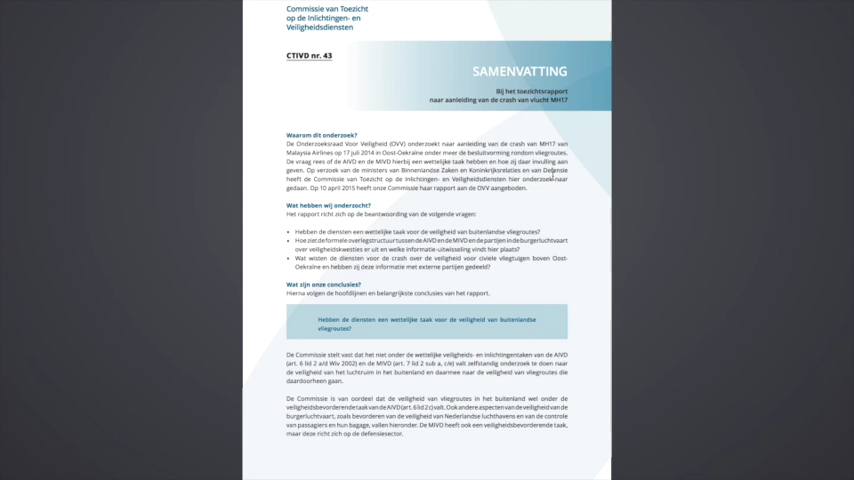 Commissie van Toezicht
op de Inlichtingen- en
Veiligheidsdiensten
CTIVD nr. 43
SAMENVATTING
Bij het toezichtsrapport
naar aanleiding van de crash van vlucht MH17
Waarom dit onderzoek?
De Onderzoeksraad Voor Veiligheid (OVV) onderzoekt naar aanleiding van de crash van MH17 van
Malaysia Airlines op 17 juli 2014 in Oost-Oekraïne onder meer de besluitvorming rondom vliegroutes.
De vraag rees of de AIVD en de MIVD hierbij een wettelijke taak hebben en hoe zij daar invulling aan
geven. Op verzoek van de ministers van Binnenlandse Zaken en Koninkrijksrelaties en van Defensie
heeft de Commissie van Toezicht op de Inlichtingen- en Veiligheidsdiensten hier onderzoek naar
gedaan. Op 10 april 2015 heeft onze Commissie haar rapport aan de OVV aangeboden.
Wat hebben wij onderzocht?
Het rapport richt zich op de beantwoording van de volgende vragen:
• Hebben de diensten een wettelijke taak voor de veiligheid van buitenlandse vliegroutes?
• Hoe ziet de formele overlegstructuur tussen de AIVD en de MIVD en de partijen in de burgerluchtvaart
over veiligheidskwesties er uit en welke informatie-uitwisseling vindt hier plaats?
• Wat wisten de diensten voor de crash over de veiligheid voor civiele vliegtuigen boven Oost-
Oekraïne en hebben zij deze informatie met externe partijen gedeeld?
Wat zijn onze conclusies?
Hierna volgen de hoofdlijnen en belangrijkste conclusies van het rapport.
Hebben de diensten een wettelijke taak voor de veiligheid van buitenlandse
vliegroutes?
De Commissie stelt vast dat het niet onder de wettelijke veiligheids- en inlichtingentaken van de AIVD
(art. 6 lid 2 a/d Wiv 2002) en de MIVD (art. 7 lid 2 sub a, c/e) valt zelfstandig onderzoek te doen naar
de veiligheid van het luchtruim in het buitenland en daarmee naar de veiligheid van vliegroutes die
daardoorheen gaan.
De Commissie is van oordeel dat de veiligheid van vliegroutes in het buitenland wel onder de
veiligheidsbevorderende taak van de AIVD (art. 6 lid 2 c) valt. Ook andere aspecten van de veiligheid van de
burgerluchtvaart, zoals bevorderen van de veiligheid van Nederlandse luchthavens en van de controle
van passagiers en hun bagage, vallen hieronder. De MIVD heeft ook een veiligheidsbevorderende taak,
maar deze richt zich op de defensiesector.